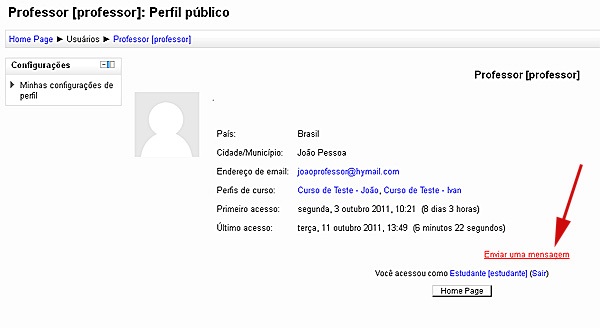 Professor [professor]: Perfil público
Home Page ► Usuários ► Professor [professor]
Configurações
Minhas configurações de
perfil
Professor [professor]
.
País: Brasil
Cidade/Município: João Pessoa
Endereço de email: joaoprofessor@hymail.com
Perfis de curso: Curso de Teste - João, Curso de Teste - Ivan
Primeiro acesso: segunda, 3 outubro 2011, 10:21 (8 dias 3 horas)
Último acesso: terça, 11 outubro 2011, 13:49 (6 minutos 22 segundos)
Enviar uma mensagem
Você acessou como Estudante [estudante] (Sair)
Home Page